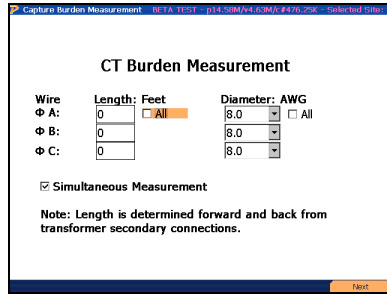 Capture Burden Measurement BETA TEST - p14.58M/v4.63M/c#476.25K - Selected Site:
CT Burden Measurement
Wire Length: Feet Diameter: AWG
Φ A: 0 All 8.0 All
Φ B: 0 8.0
Φ C: 0 8.0
Simultaneous Measurement
Note: Length is determined forward and back from
transformer secondary connections.
Next